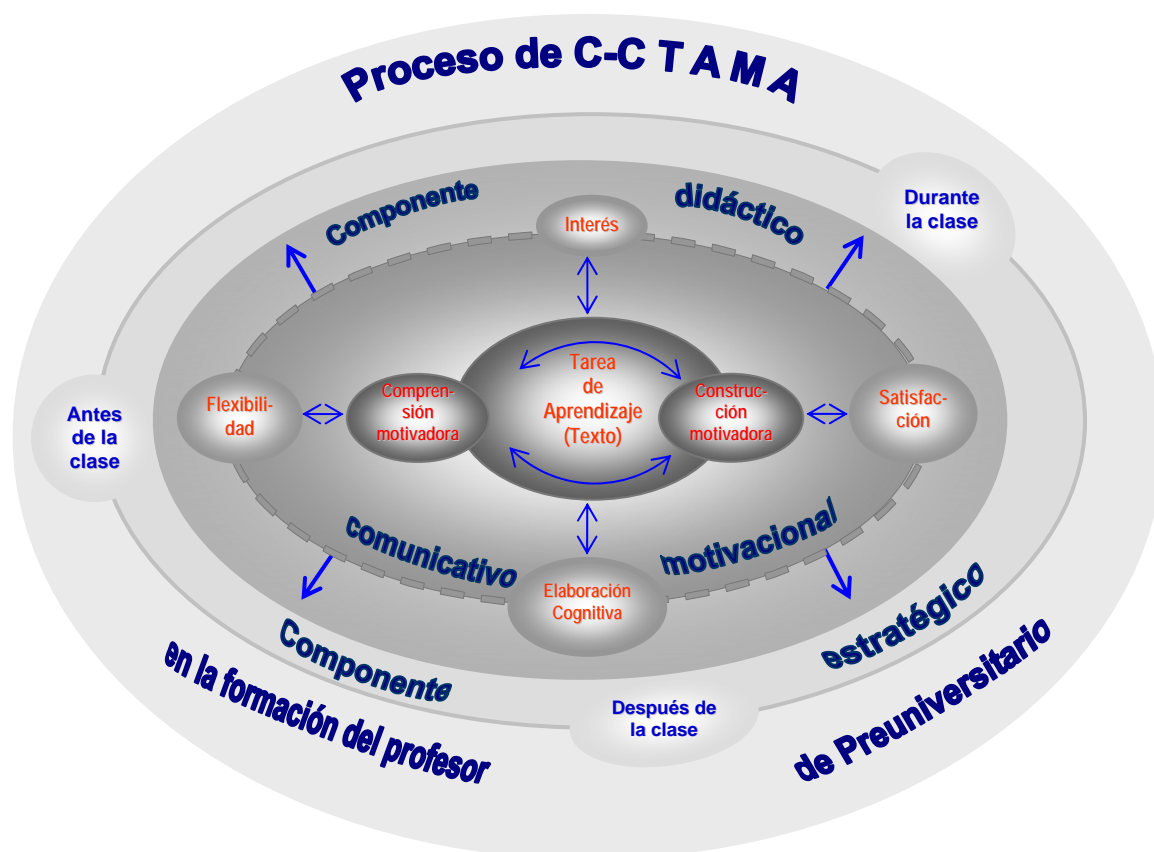 Proceso de C-C T A M A
Componente
didáctico
Durante
la clase
Interés
Tarea
de
Aprendizaje
(Texto)
Antes
de la
clase
Flexibili-
dad
Compren-
sión
motivadora
Construc-
ción
motivadora
Satisfac-
ción
comunicativo
motivacional
Elaboración
Cognitiva
Componente
estratégico
Después de
la clase
en la formación del profesor
de Preuniversitario